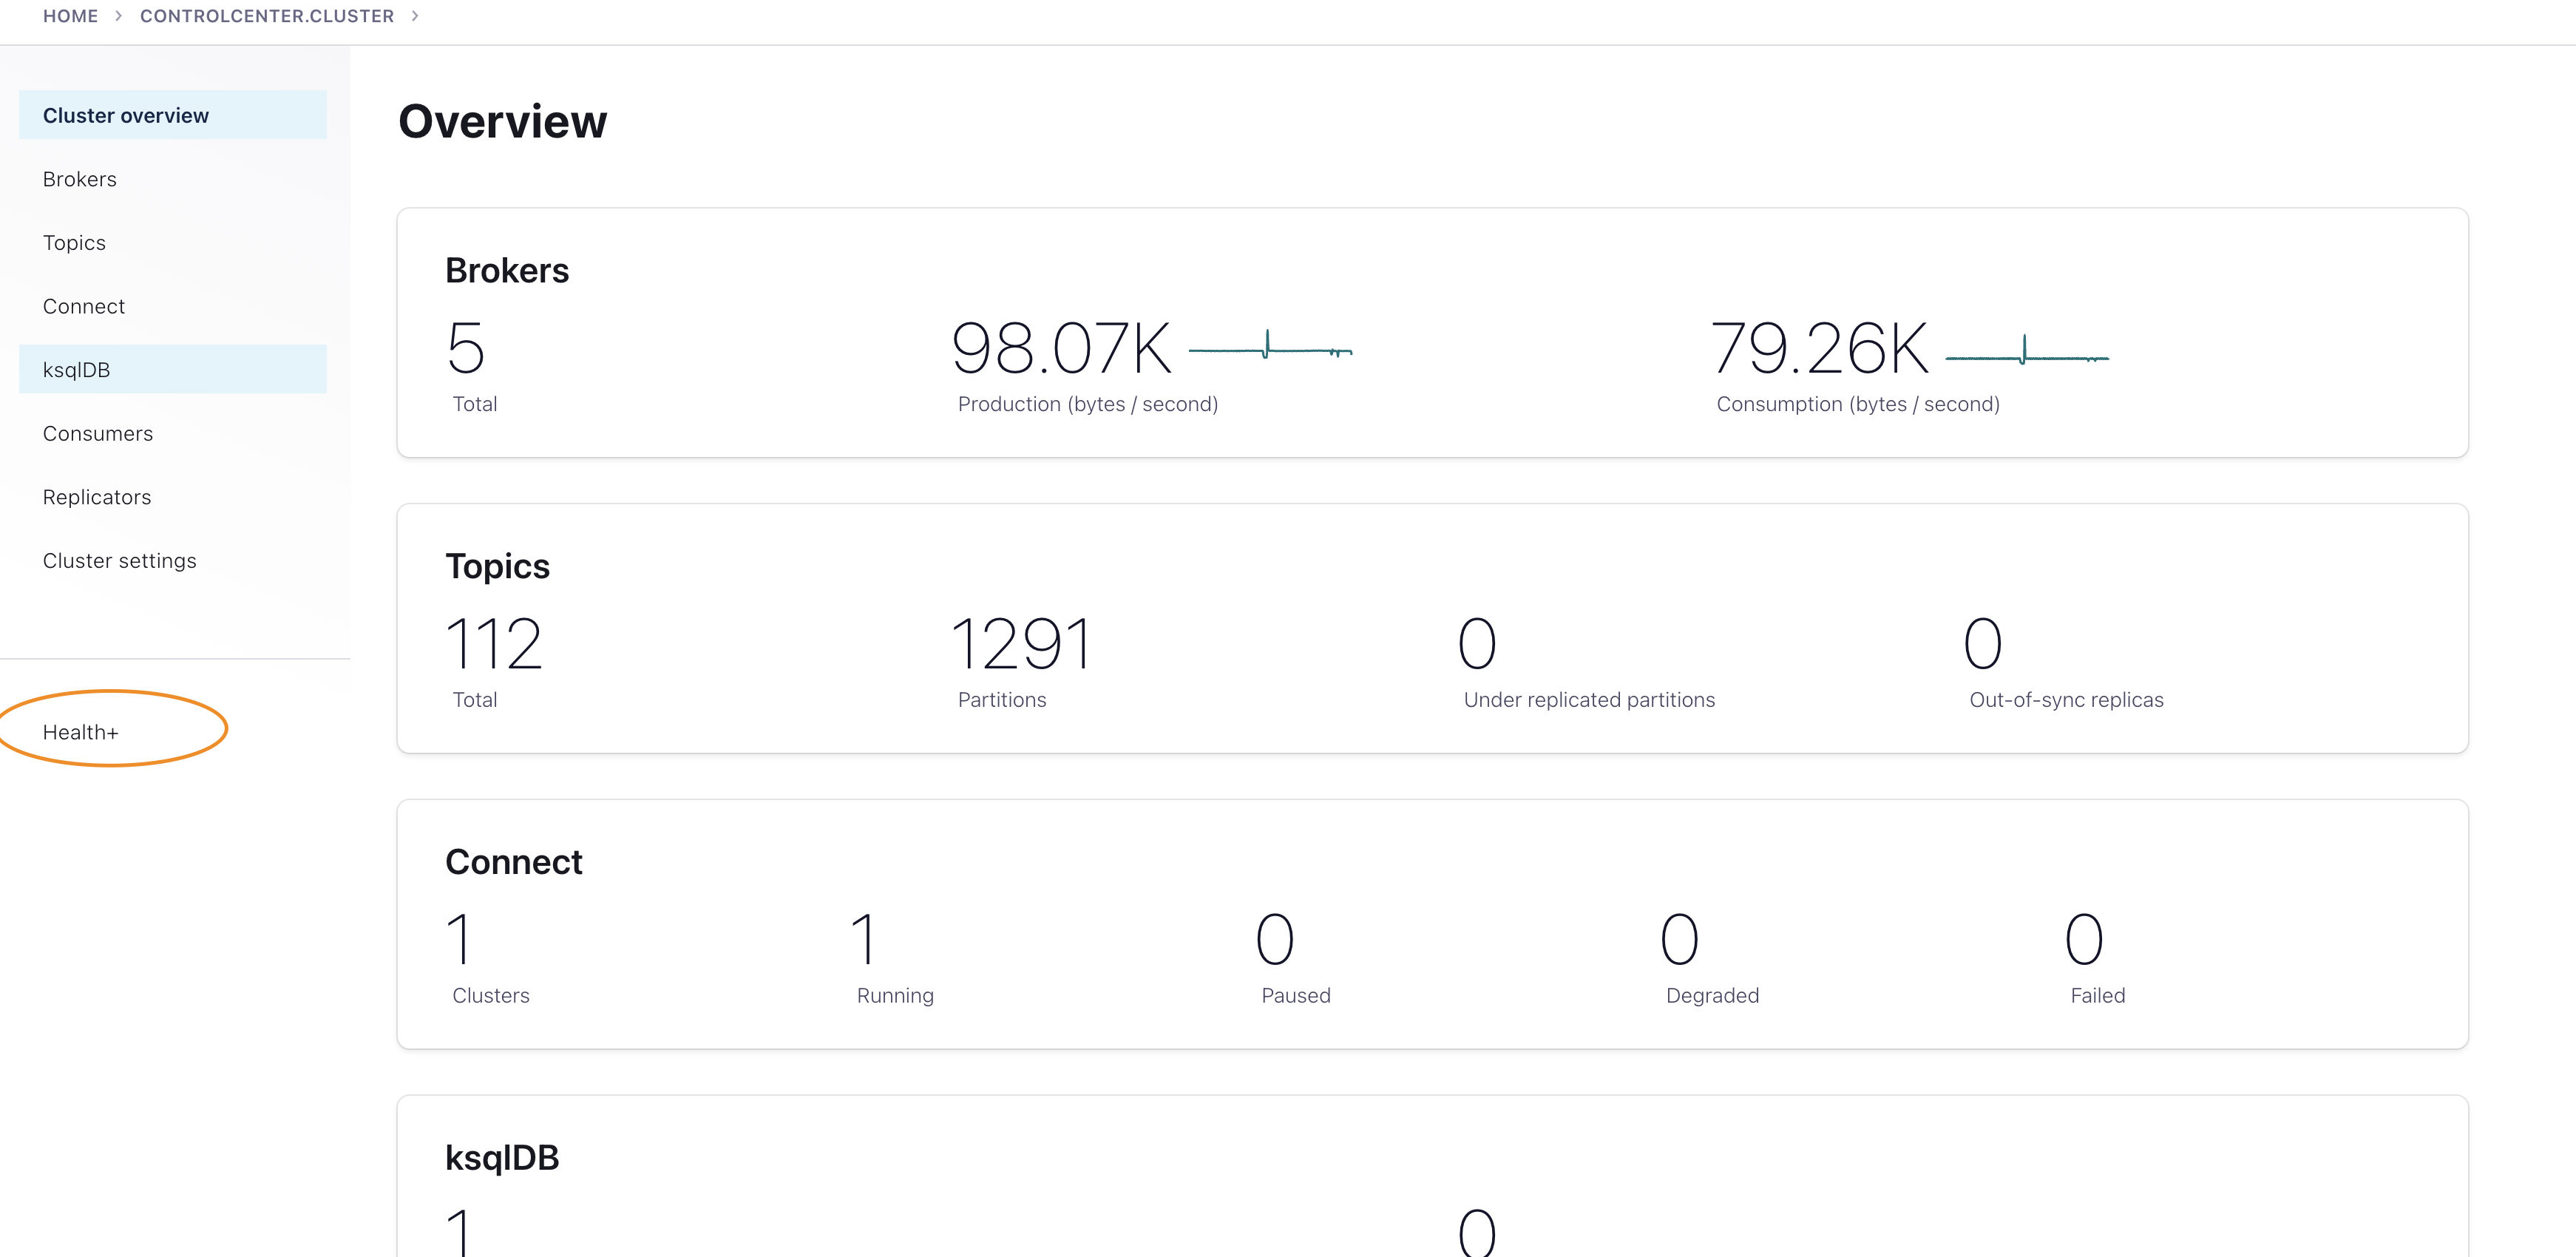 HOME > CONTROLCENTER.CLUSTER >
Cluster overview
Brokers
Topics
Connect
ksqlDB
Consumers
Replicators
Cluster settings
Health+
Overview
Brokers
5 98.07K 79.26K
Total Production (bytes / second) Consumption (bytes / second)
Topics
112 1291 0 0
Total Partitions Under replicated partitions Out-of-sync replicas
Connect
1 1 0 0 0
Clusters Running Paused Degraded Failed
ksqlDB
1 0